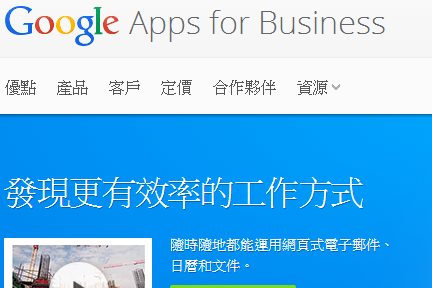 Google Apps for Business
優點 產品 客戶 定價 合作夥伴 資源
發現更有效率的工作方式
隨時隨地都能運用網頁式電子郵件、
日曆和文件。